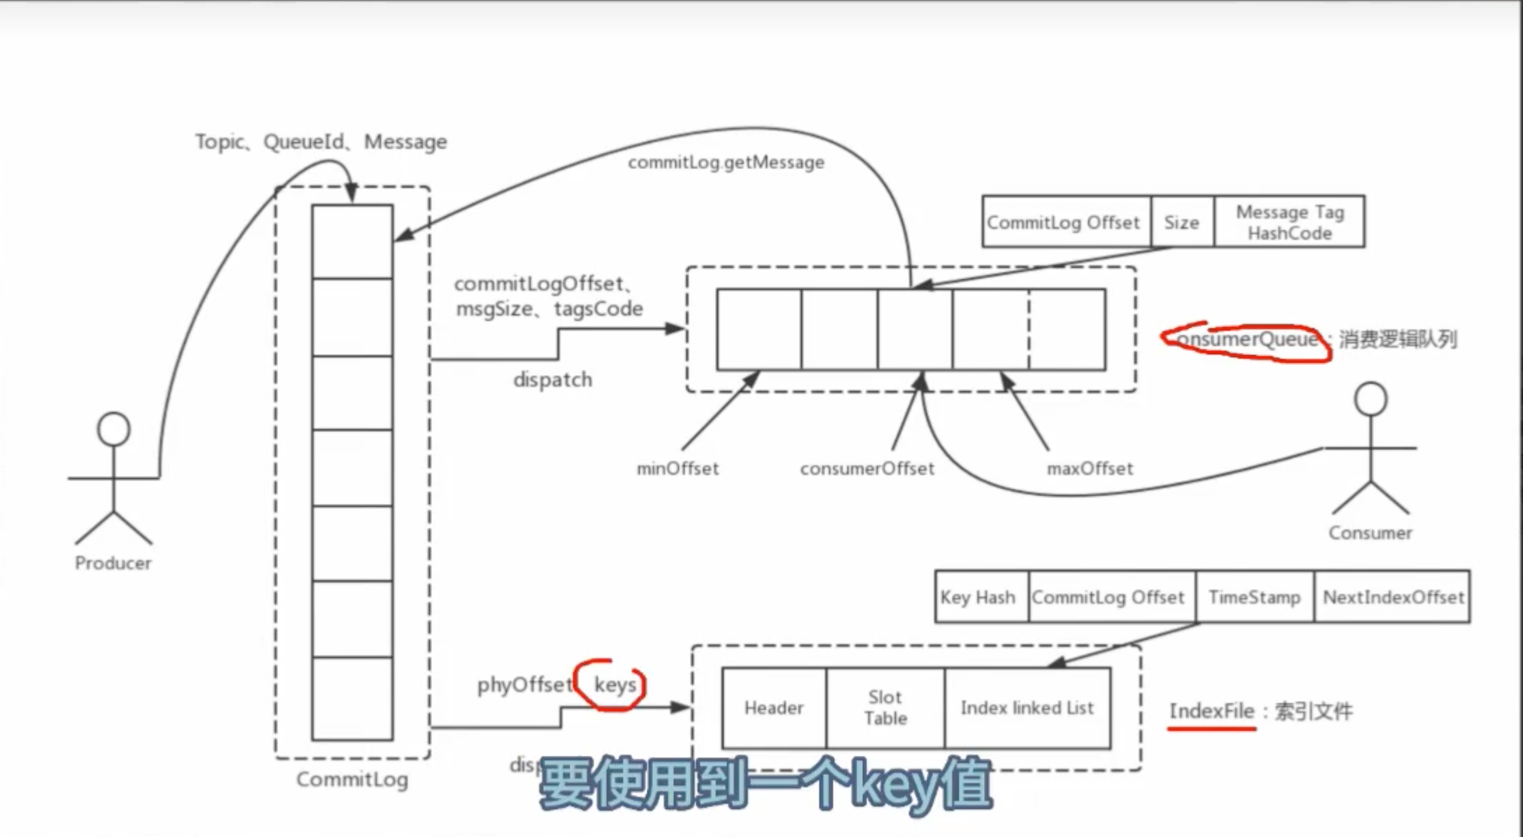 Topic、QueueId、Message
commitLog.getMessage
CommitLog Offset
Size
Message Tag
HashCode
commitLogOffset、
msgSize、tagsCode
dispatch
onsumerQueue：消费逻辑队列
minOffset
consumerOffset
maxOffset
Producer
Consumer
Key Hash
CommitLog Offset
TimeStamp
NextIndexOffset
phyOffset
keys
Header
Slot
Table
Index linked List
IndexFile：索引文件
CommitLog
要使用到一个key值